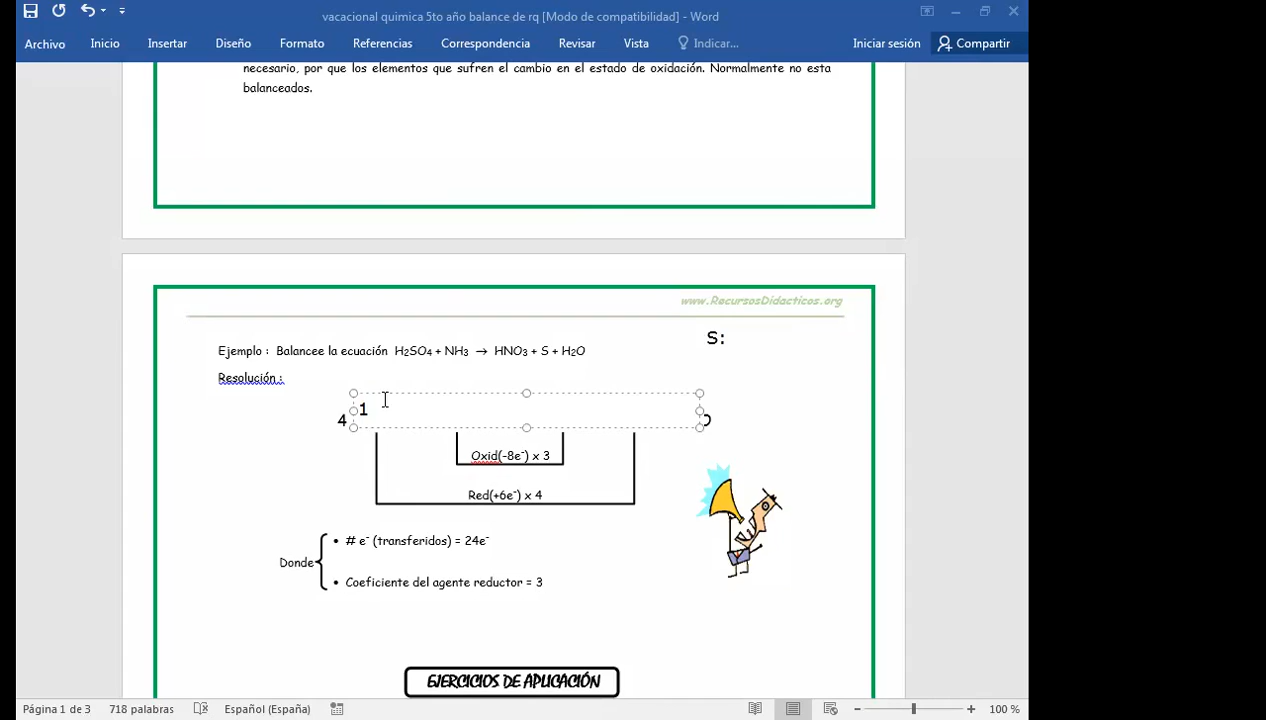 vacacional quimica 5to año balance de rq [Modo de compatibilidad] - Word
Archivo Inicio Insertar Diseño Formato Referencias Correspondencia Revisar Vista Indicar... Iniciar sesión Compartir
necesario, por que los elementos que sufren el cambio en el estado de oxidación. Normalmente no esta
balanceados.
www.RecursosDidacticos.org
S:
Ejemplo : Balancee la ecuación H₂SO₄ + NH₃ → HNO₃ + S + H₂O
Resolución :
1
4
Oxid(-8e⁻) x 3
Red(+6e⁻) x 4
• # e⁻ (transferidos) = 24e⁻
Donde
• Coeficiente del agente reductor = 3
EJERCICIOS DE APLICACIÓN
Página 1 de 3 718 palabras Español (España) 100 %